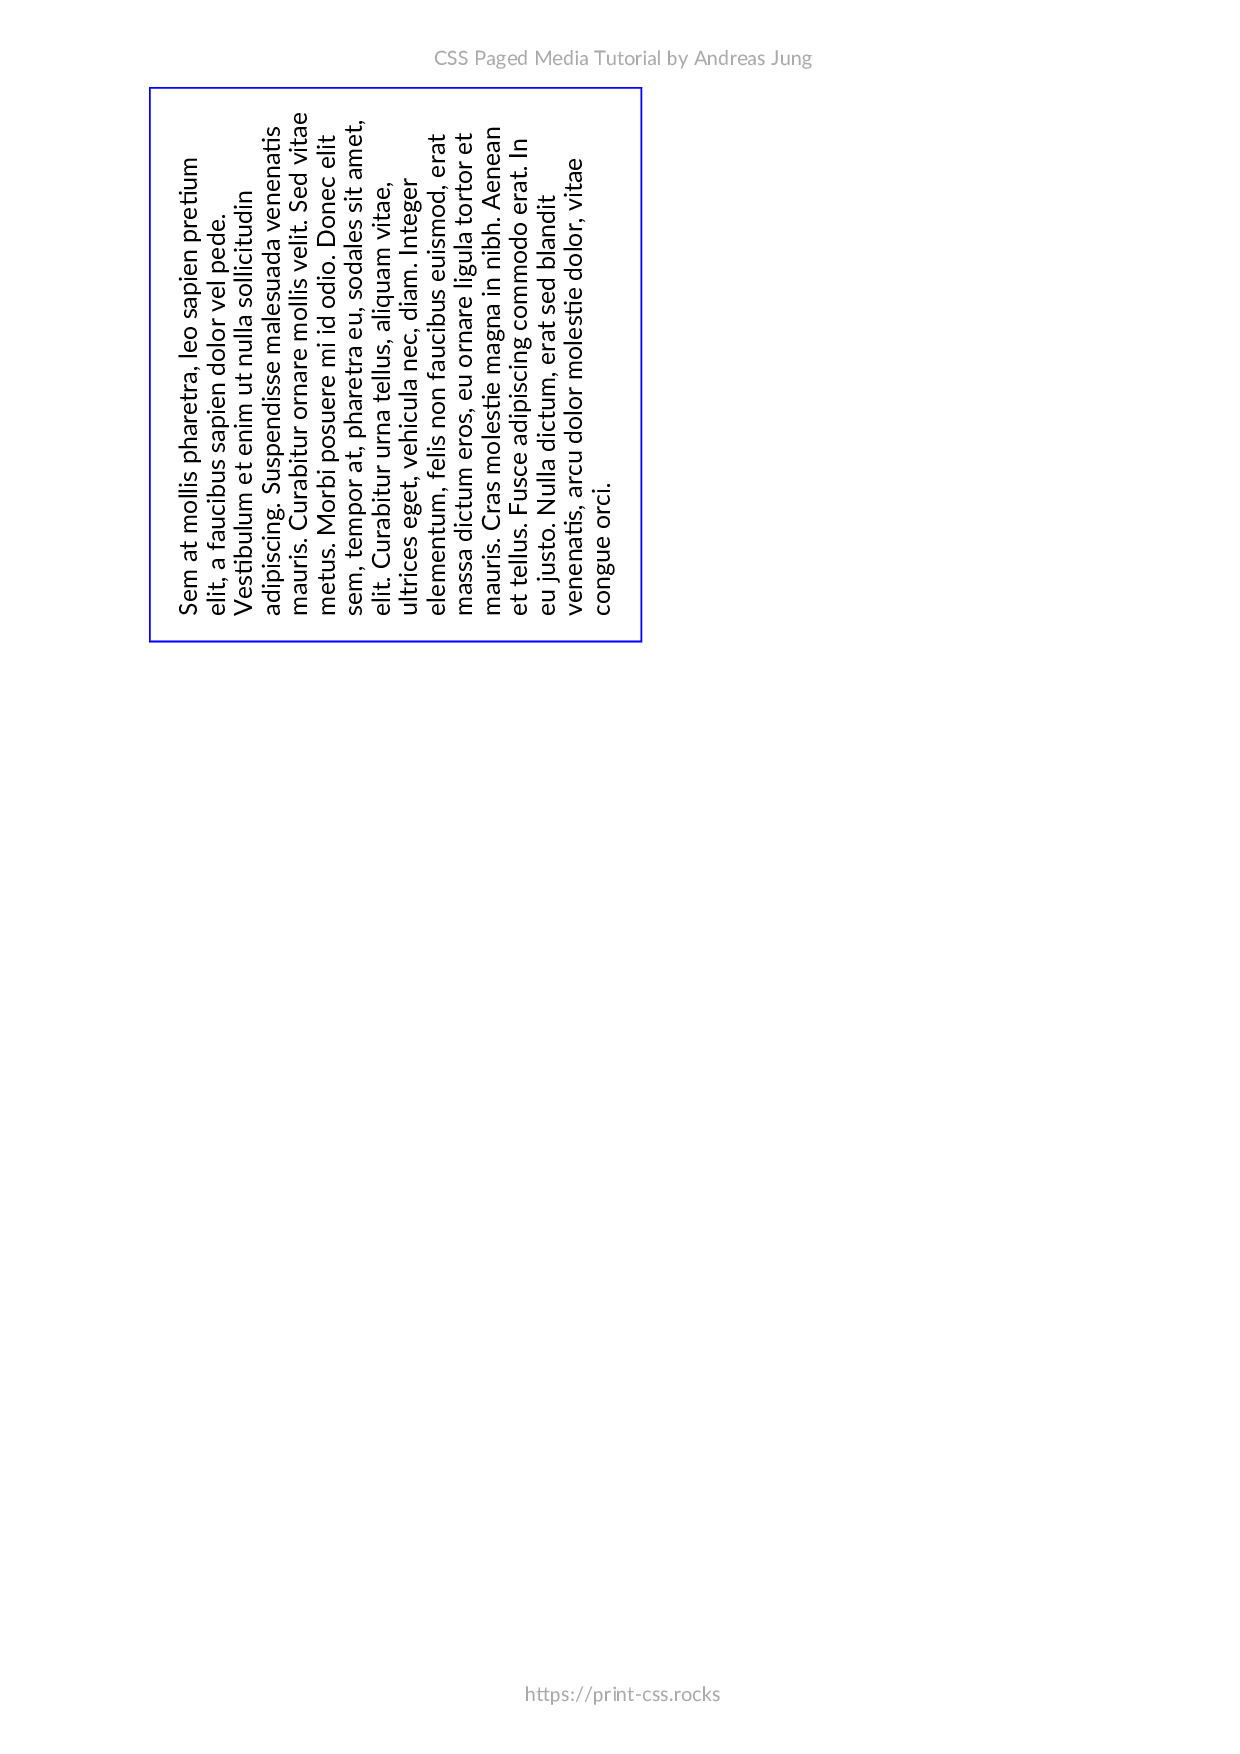 CSS Paged Media Tutorial by Andreas Jung
Sem at mollis pharetra, leo sapien pretium
elit, a faucibus sapien dolor vel pede.
Vestibulum et enim ut nulla sollicitudin
adipiscing. Suspendisse malesuada venenatis
mauris. Curabitur ornare mollis velit. Sed vitae
metus. Morbi posuere mi id odio. Donec elit
sem, tempor at, pharetra eu, sodales sit amet,
elit. Curabitur urna tellus, aliquam vitae,
ultrices eget, vehicula nec, diam. Integer
elementum, felis non faucibus euismod, erat
massa dictum eros, eu ornare ligula tortor et
mauris. Cras molestie magna in nibh. Aenean
et tellus. Fusce adipiscing commodo erat. In
eu justo. Nulla dictum, erat sed blandit
venenatis, arcu dolor molestie dolor, vitae
congue orci.
https://print-css.rocks